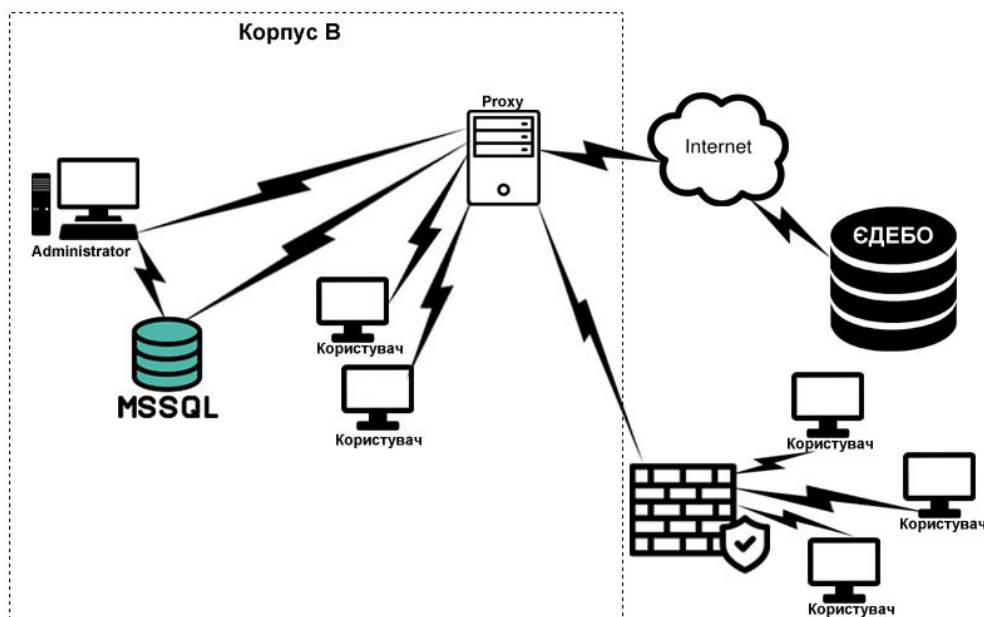 Корпус В
Proxy
Internet
Administrator
ЄДЕБО
Користувач
MSSQL
Користувач
Користувач
Користувач
Користувач